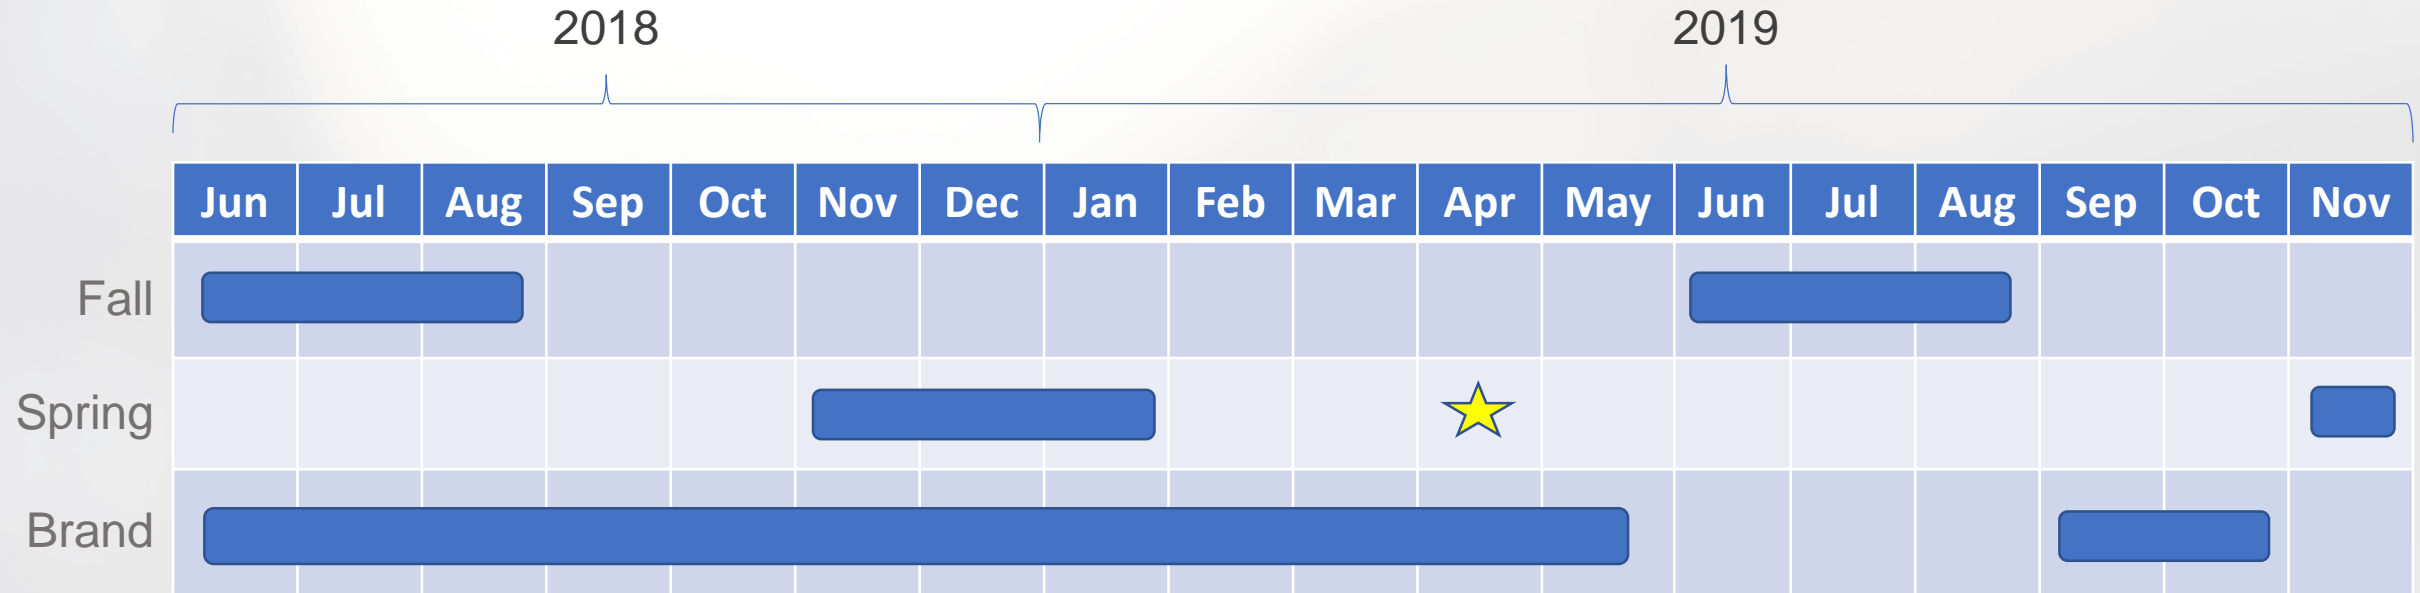 2018 2019
Jun Jul Aug Sep Oct Nov Dec Jan Feb Mar Apr May Jun Jul Aug Sep Oct Nov
Fall
Spring
Brand